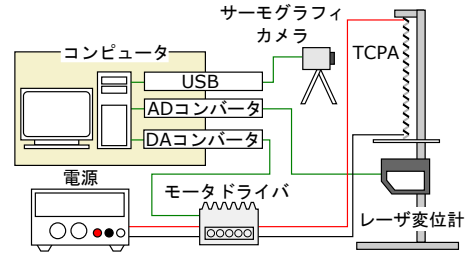 サーモグラフィ
カメラ
コンピュータ
TCPA
USB
ADコンバータ
DAコンバータ
電源
モータドライバ
レーザ変位計